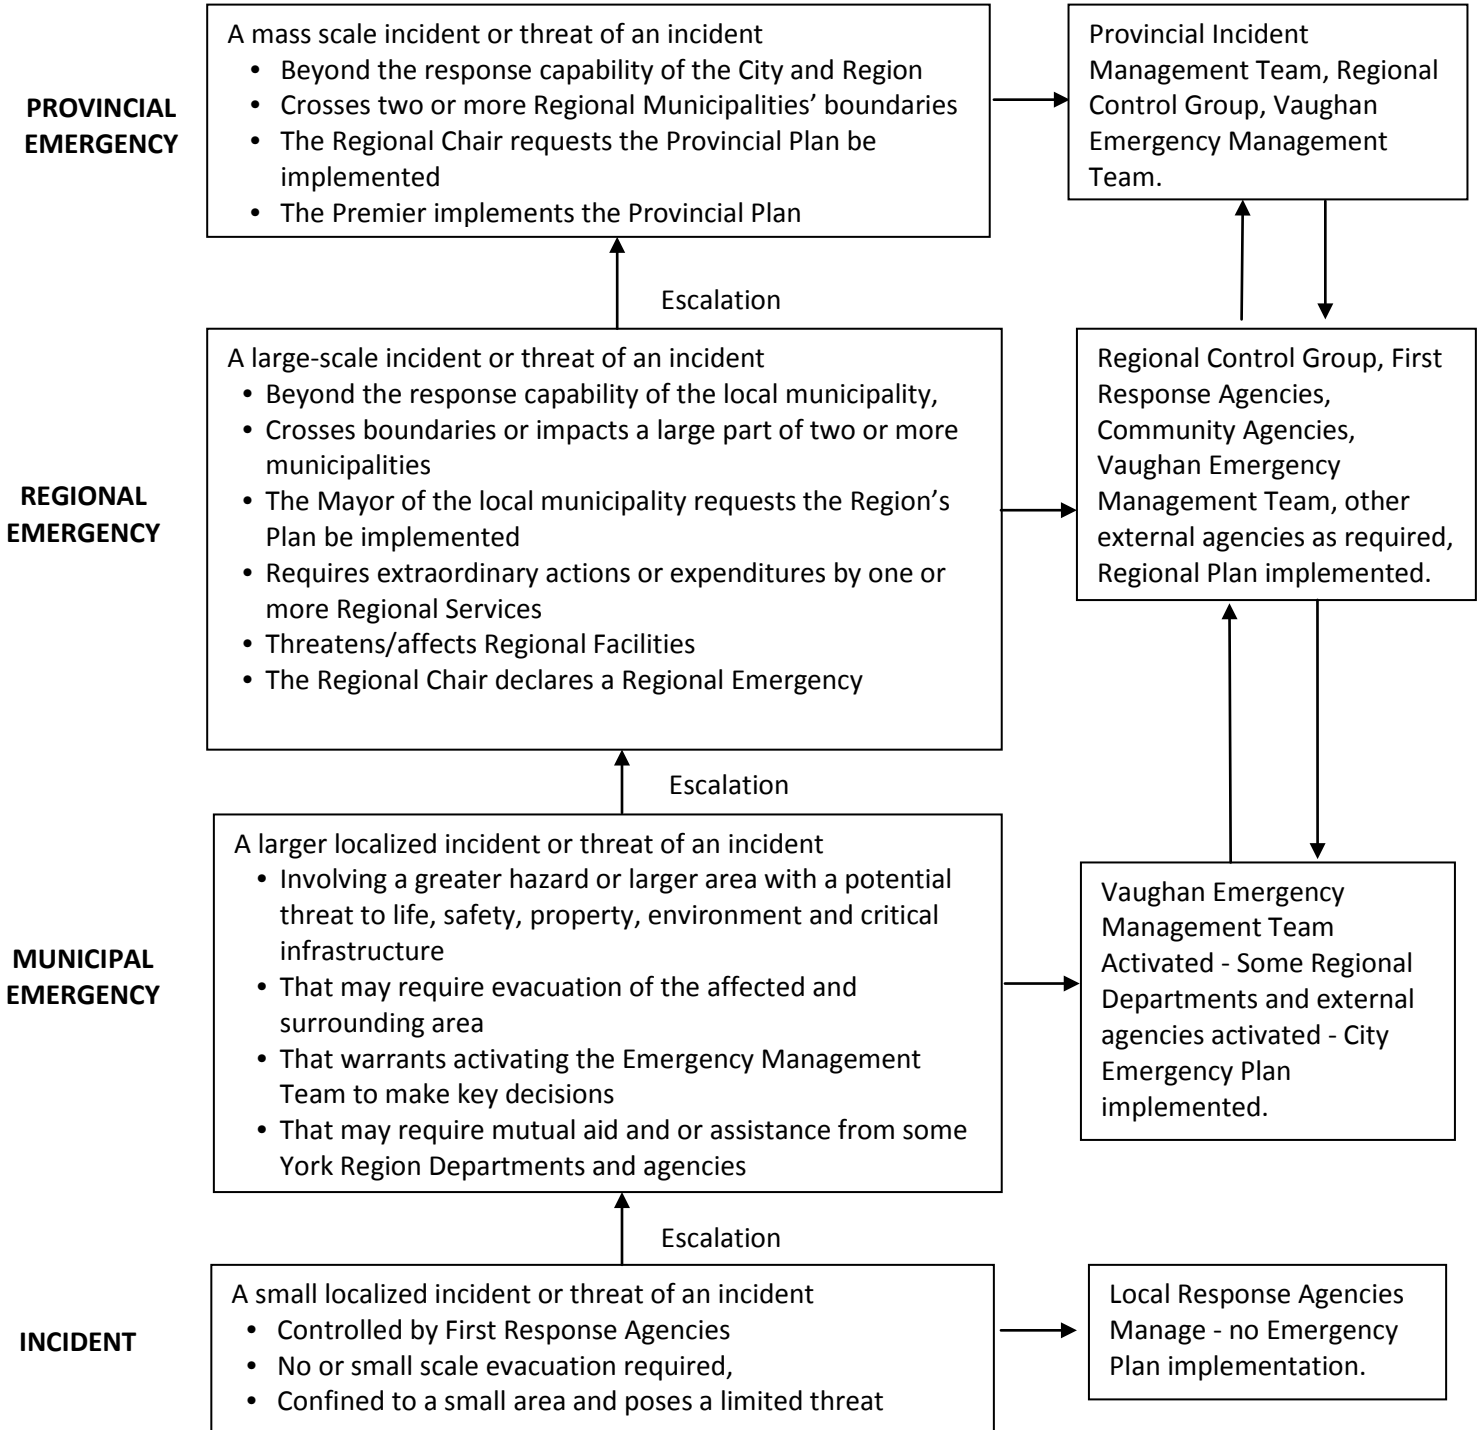 PROVINCIAL
EMERGENCY
A mass scale incident or threat of an incident
• Beyond the response capability of the City and Region
• Crosses two or more Regional Municipalities’ boundaries
• The Regional Chair requests the Provincial Plan be
implemented
• The Premier implements the Provincial Plan
Provincial Incident
Management Team, Regional
Control Group, Vaughan
Emergency Management
Team.
Escalation
REGIONAL
EMERGENCY
A large-scale incident or threat of an incident
• Beyond the response capability of the local municipality,
• Crosses boundaries or impacts a large part of two or more
municipalities
• The Mayor of the local municipality requests the Region’s
Plan be implemented
• Requires extraordinary actions or expenditures by one or
more Regional Services
• Threatens/affects Regional Facilities
• The Regional Chair declares a Regional Emergency
Regional Control Group, First
Response Agencies,
Community Agencies,
Vaughan Emergency
Management Team, other
external agencies as required,
Regional Plan implemented.
Escalation
MUNICIPAL
EMERGENCY
A larger localized incident or threat of an incident
• Involving a greater hazard or larger area with a potential
threat to life, safety, property, environment and critical
infrastructure
• That may require evacuation of the affected and
surrounding area
• That warrants activating the Emergency Management
Team to make key decisions
• That may require mutual aid and or assistance from some
York Region Departments and agencies
Vaughan Emergency
Management Team
Activated - Some Regional
Departments and external
agencies activated - City
Emergency Plan
implemented.
Escalation
INCIDENT
A small localized incident or threat of an incident
• Controlled by First Response Agencies
• No or small scale evacuation required,
• Confined to a small area and poses a limited threat
Local Response Agencies
Manage - no Emergency
Plan implementation.